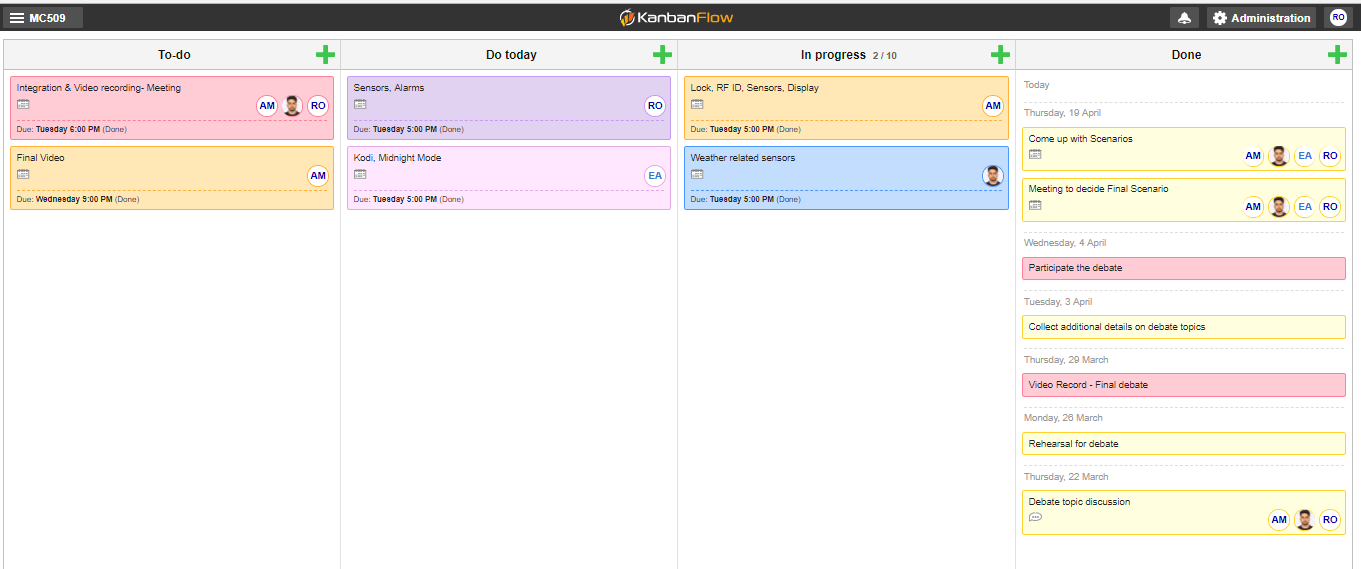 MC509
KanbanFlow
Administration
RO
To-do
Integration & Video recording- Meeting
AM
RO
Due: Tuesday 6:00 PM (Done)
Final Video
AM
Due: Wednesday 5:00 PM (Done)
Do today
Sensors, Alarms
RO
Due: Tuesday 5:00 PM (Done)
Kodi, Midnight Mode
EA
Due: Tuesday 5:00 PM (Done)
In progress 2 / 10
Lock, RF ID, Sensors, Display
AM
Due: Tuesday 5:00 PM (Done)
Weather related sensors
Due: Tuesday 5:00 PM (Done)
Done
Today
Thursday, 19 April
Come up with Scenarios
AM EA RO
Meeting to decide Final Scenario
AM EA RO
Wednesday, 4 April
Participate the debate
Tuesday, 3 April
Collect additional details on debate topics
Thursday, 29 March
Video Record - Final debate
Monday, 26 March
Rehearsal for debate
Thursday, 22 March
Debate topic discussion
AM RO